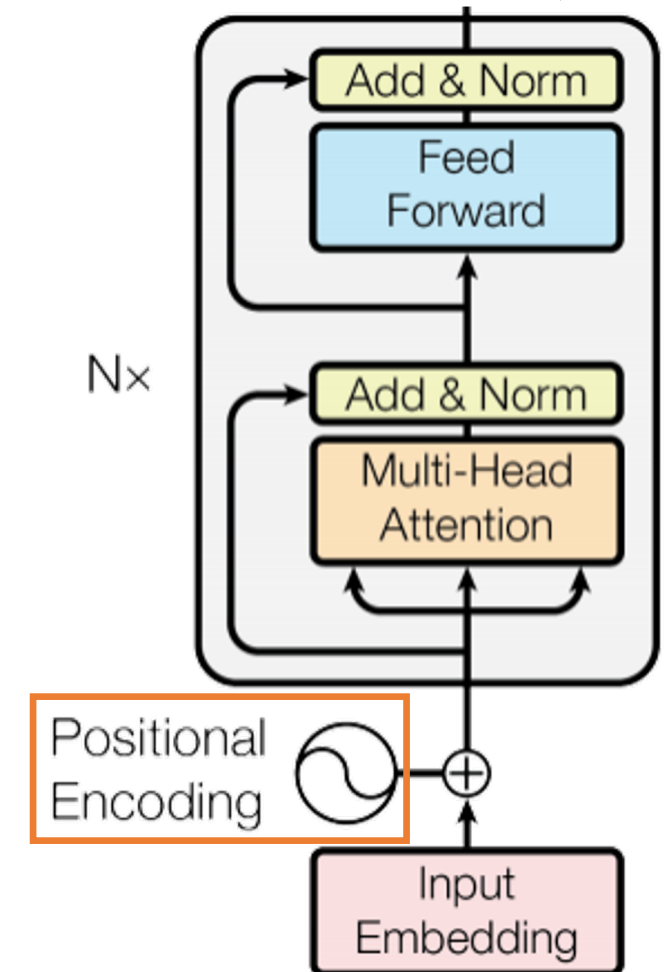 Add & Norm
Feed
Forward
Nx
Add & Norm
Multi-Head
Attention
Positional
Encoding
Input
Embedding